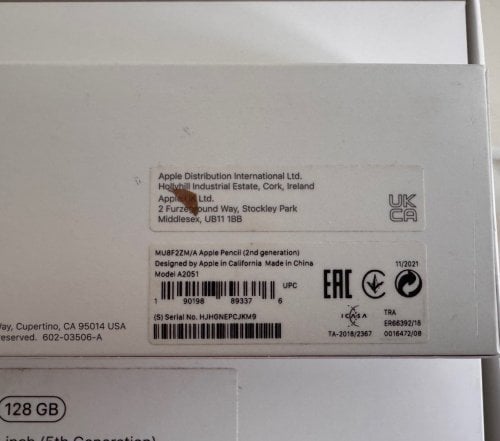 Apple Distribution International Ltd.
Hollyhill Industrial Estate, Cork, Ireland
Apple UK Ltd.
2 Furzeground Way, Stockley Park
Middlesex, UB11 1BB
UK
CA
MU8F2ZM/A Apple Pencil (2nd generation)
Designed by Apple in California Made in China
Model A2051
11/2021
UPC
EAC
1 90198 89337 6
(S) Serial No. HJHGNEPCJKM9
ICASA
TA-2018/2367
TRA
ER66392/18
0016472/08
Way, Cupertino, CA 95014 USA
reserved. 602-03506-A
128 GB
inch (5th Generation)